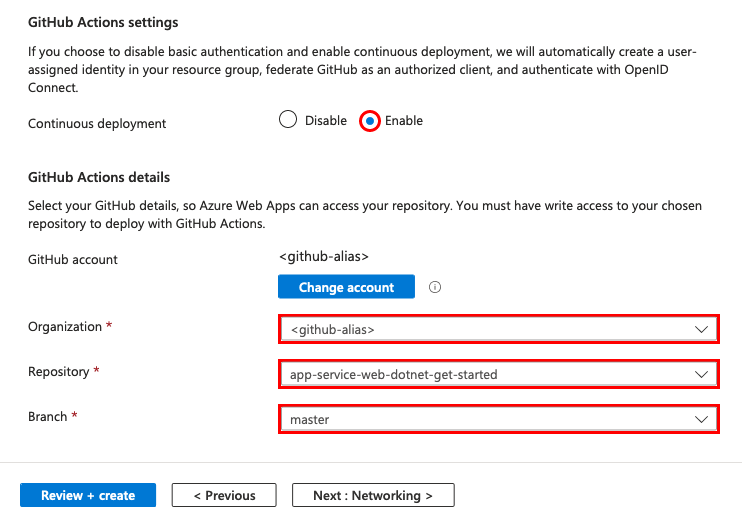 GitHub Actions settings
If you choose to disable basic authentication and enable continuous deployment, we will automatically create a user-
assigned identity in your resource group, federate GitHub as an authorized client, and authenticate with OpenID
Connect.
Continuous deployment Disable Enable
GitHub Actions details
Select your GitHub details, so Azure Web Apps can access your repository. You must have write access to your chosen
repository to deploy with GitHub Actions.
GitHub account <github-alias>
Change account
Organization * <github-alias>
Repository * app-service-web-dotnet-get-started
Branch * master
Review + create < Previous Next : Networking >